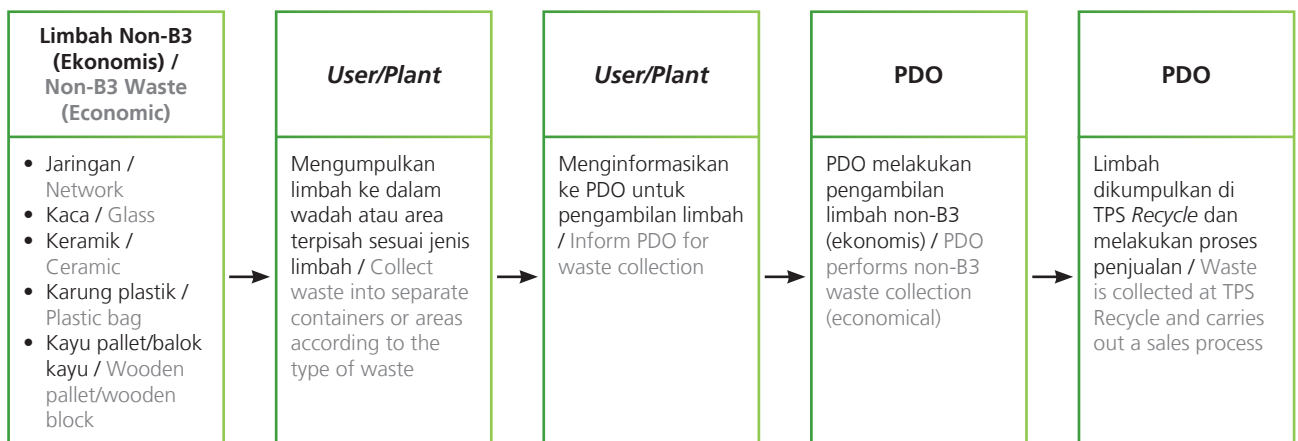 Limbah Non-B3
(Ekonomis) /
Non-B3 Waste
(Economic)
• Jaringan /
Network
• Kaca / Glass
• Keramik /
Ceramic
• Karung plastik /
Plastic bag
• Kayu pallet/balok
kayu / Wooden
pallet/wooden
block
User/Plant
Mengumpulkan
limbah ke dalam
wadah atau area
terpisah sesuai jenis
limbah / Collect
waste into separate
containers or areas
according to the
type of waste
User/Plant
Menginformasikan
ke PDO untuk
pengambilan limbah
/ Inform PDO for
waste collection
PDO
PDO melakukan
pengambilan
limbah non-B3
(ekonomis) / PDO
performs non-B3
waste collection
(economical)
PDO
Limbah
dikumpulkan di
TPS Recycle dan
melakukan proses
penjualan / Waste
is collected at TPS
Recycle and carries
out a sales process